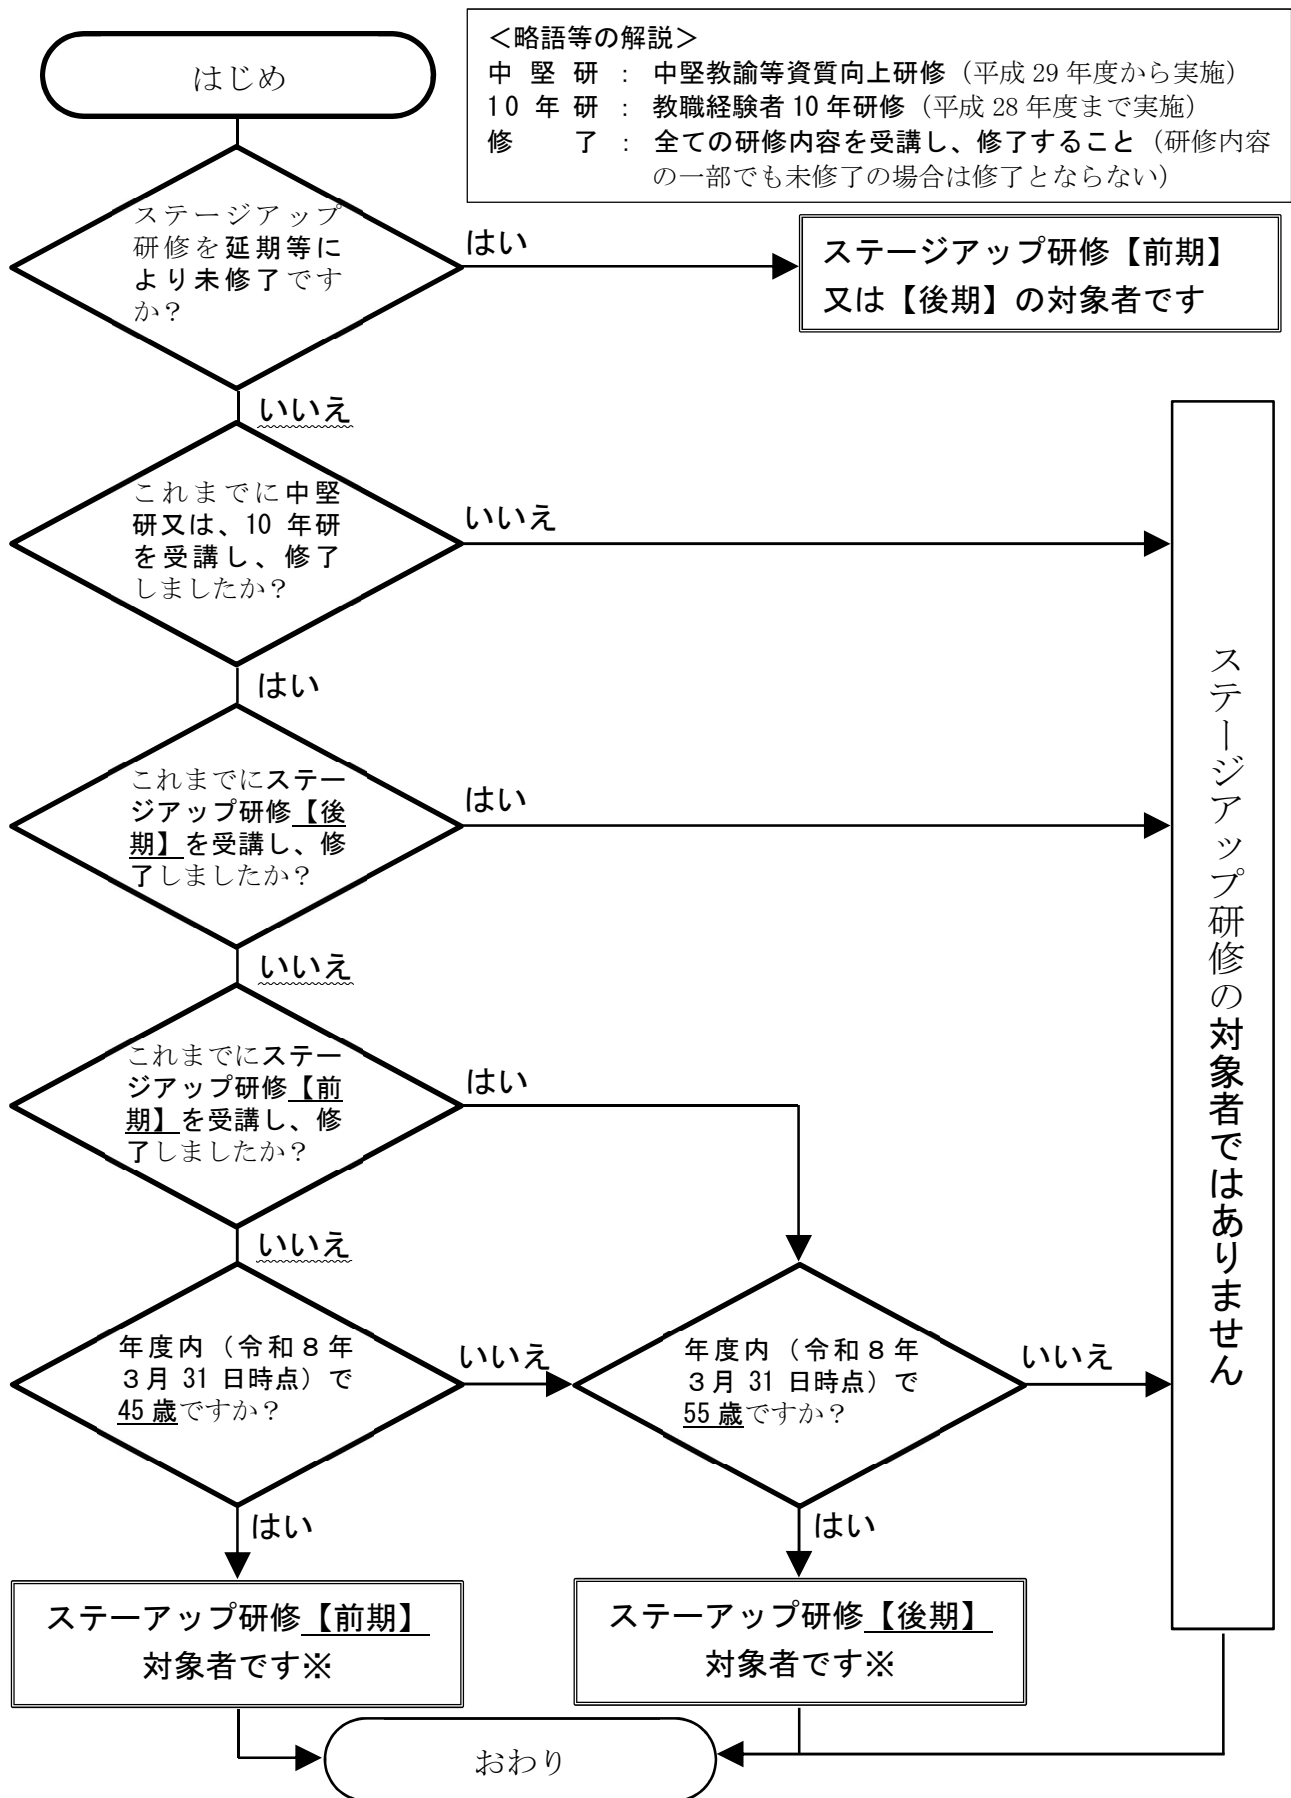 はじめ
＜略語等の解説＞
中堅研：中堅教諭等資質向上研修（平成 29 年度から実施）
10 年研：教職経験者 10 年研修（平成 28 年度まで実施）
修了：全ての研修内容を受講し、修了すること（研修内容
の一部でも未修了の場合は修了とならない）
ステージアップ
研修を延期等に
より未修了です
か？
はい
ステージアップ研修【前期】
又は【後期】の対象者です
いいえ
これまでに中堅
研又は、10 年研
を受講し、修了
しましたか？
いいえ
はい
これまでにステー
ジアップ研修【後
期】を受講し、修
了しましたか？
はい
いいえ
これまでにステー
ジアップ研修【前
期】を受講し、修
了しましたか？
はい
いいえ
年度内（令和８年
３月 31 日時点）で
45 歳ですか？
いいえ
年度内（令和８年
３月 31 日時点）で
55 歳ですか？
いいえ
ステージアップ研修の対象者ではありません
はい
はい
ステーアップ研修【前期】
対象者です※
ステーアップ研修【後期】
対象者です※
おわり